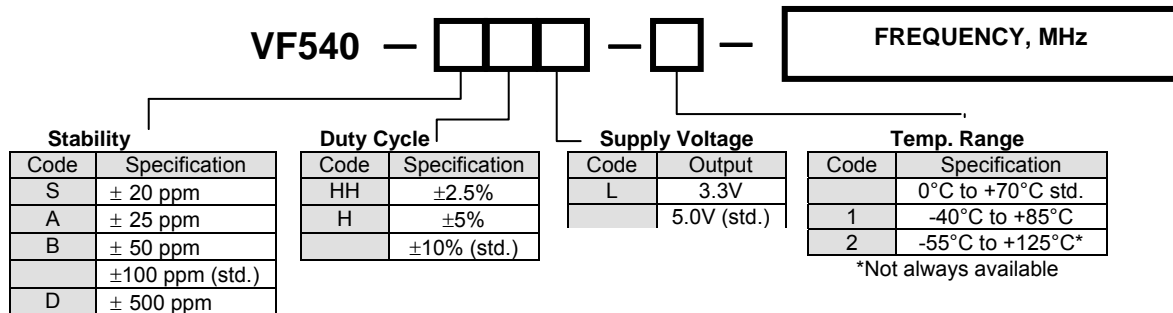 VF540 — — — FREQUENCY, MHz
Stability
Code Specification
S ± 20 ppm
A ± 25 ppm
B ± 50 ppm
±100 ppm (std.)
D ± 500 ppm
Duty Cycle
Code Specification
HH ±2.5%
H ±5%
±10% (std.)
Supply Voltage
Code Output
L 3.3V
5.0V (std.)
Temp. Range
Code Specification
0°C to +70°C std.
1 -40°C to +85°C
2 -55°C to +125°C*
*Not always available